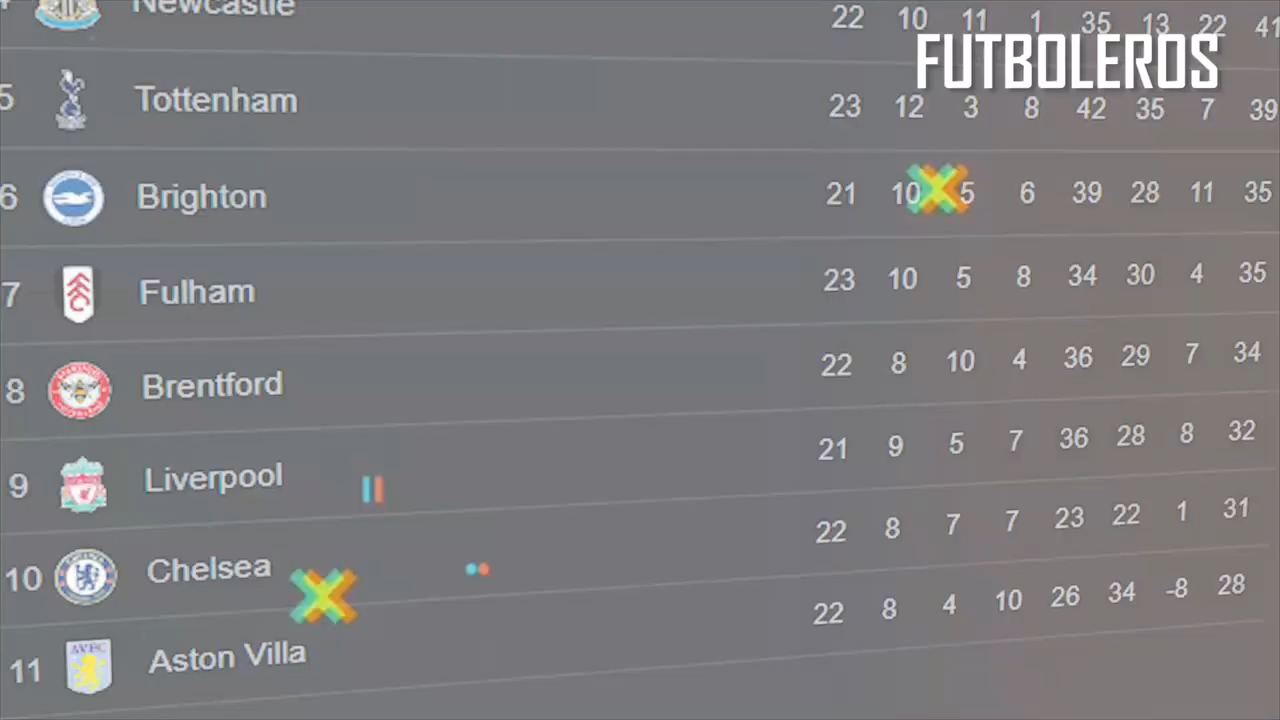 Newcastle 22 10 11 1 35 13 22 41
FUTBOLEROS
5 Tottenham 23 12 3 8 42 35 7 39
6 Brighton 21 10 5 6 39 28 11 35
7 Fulham 23 10 5 8 34 30 4 35
8 Brentford 22 8 10 4 36 29 7 34
9 Liverpool 21 9 5 7 36 28 8 32
10 Chelsea 22 8 7 7 23 22 1 31
11 Aston Villa 22 8 4 10 26 34 -8 28